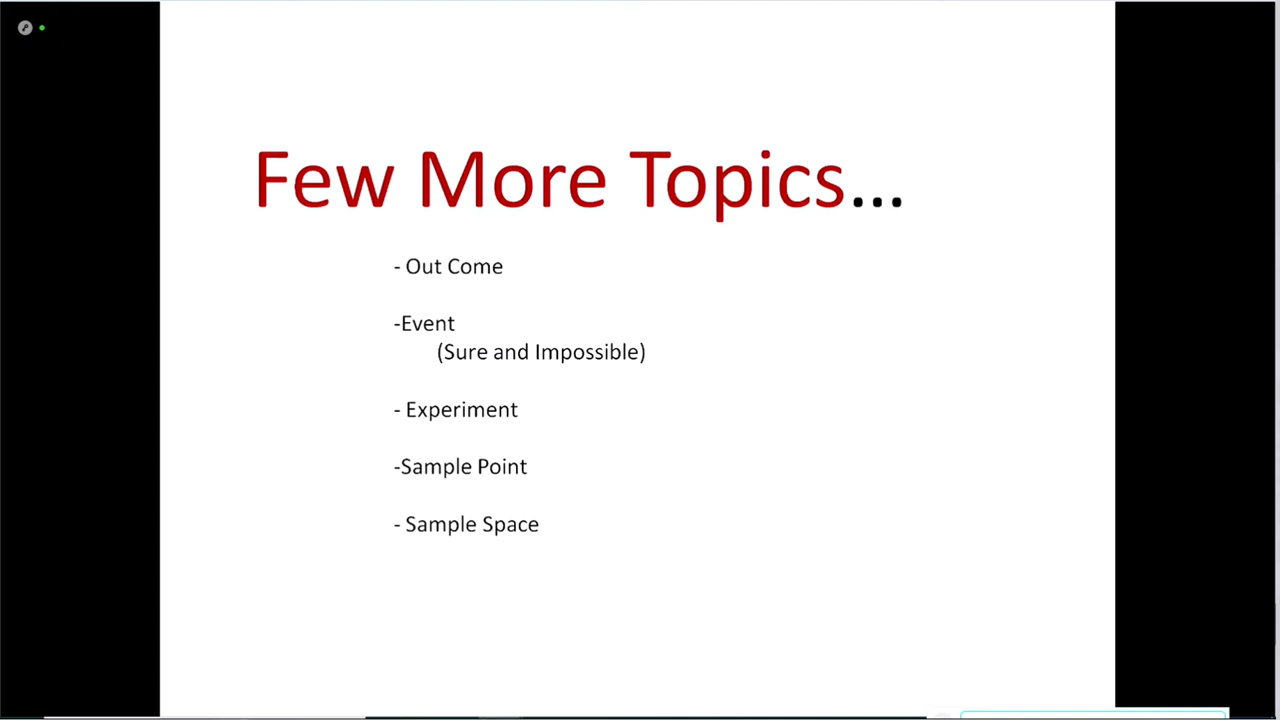 Few More Topics...
- Out Come
-Event
(Sure and Impossible)
- Experiment
-Sample Point
- Sample Space